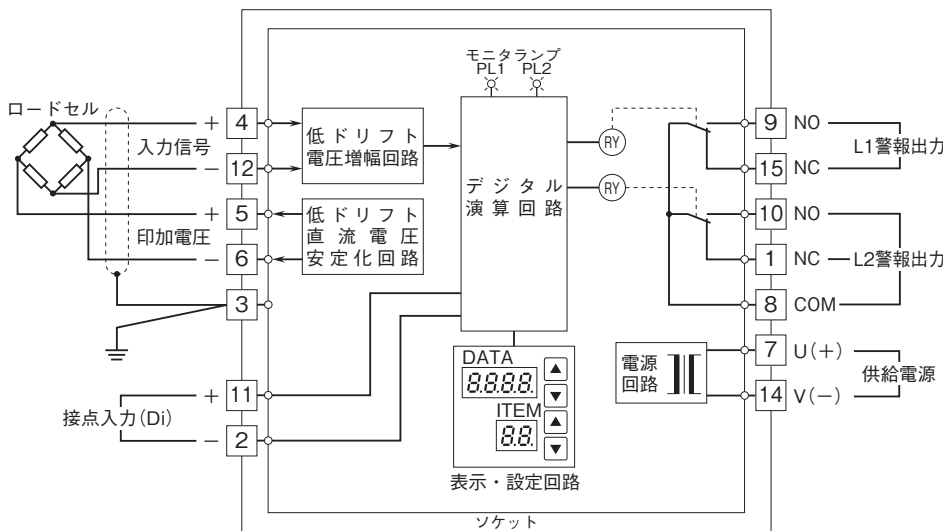 モニタランプ
PL1 PL2
ロードセル
+ 4
入力信号
− 12
+ 5
印加電圧
− 6
3
低ドリフト
電圧増幅回路
低ドリフト
直流電圧
安定化回路
デジタル
演算回路
RY
RY
9 NO
L1警報出力
15 NC
10 NO
1 NC L2警報出力
8 COM
7 U(+)
供給電源
14 V(−)
電源
回路
+ 11
接点入力(Di)
− 2
DATA
8.8.8.8.
ITEM
8.8.
表示・設定回路
ソケット